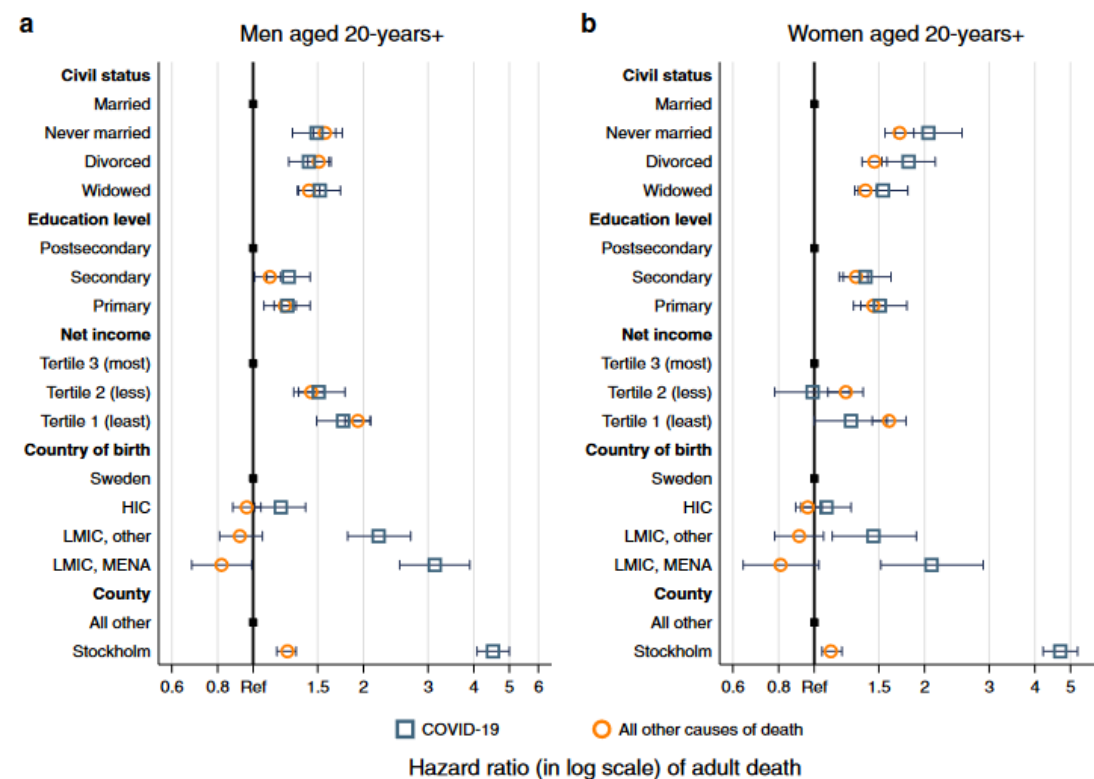 a
Men aged 20-years+
Civil status
Married
Never married
Divorced
Widowed
Education level
Postsecondary
Secondary
Primary
Net income
Tertile 3 (most)
Tertile 2 (less)
Tertile 1 (least)
Country of birth
Sweden
HIC
LMIC, other
LMIC, MENA
County
All other
Stockholm
0.6 0.8 Ref 1.5 2 3 4 5 6
b
Women aged 20-years+
Civil status
Married
Never married
Divorced
Widowed
Education level
Postsecondary
Secondary
Primary
Net income
Tertile 3 (most)
Tertile 2 (less)
Tertile 1 (least)
Country of birth
Sweden
HIC
LMIC, other
LMIC, MENA
County
All other
Stockholm
0.6 0.8 Ref 1.5 2 3 4 5
COVID-19 All other causes of death
Hazard ratio (in log scale) of adult death